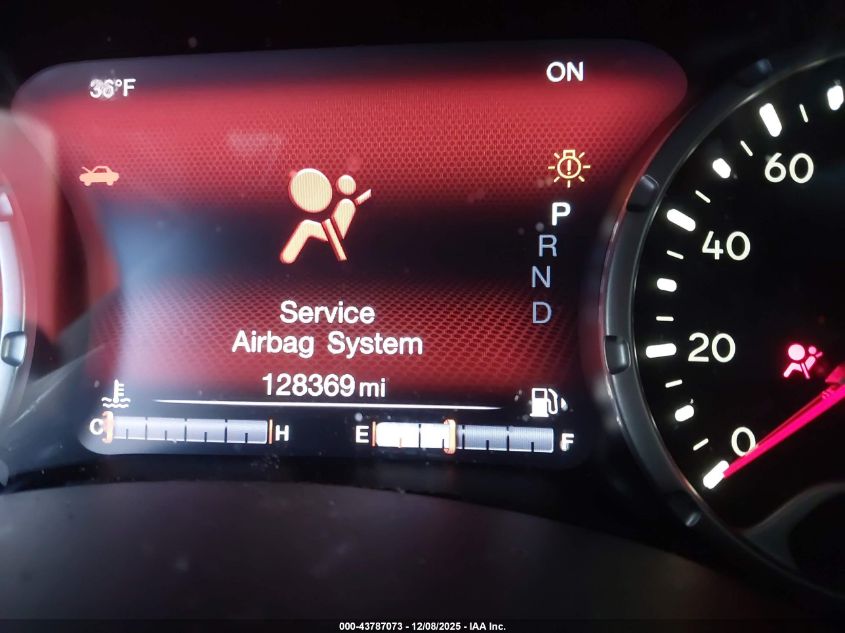 36°F
ON
P
R
N
D
Service
Airbag System
128369 mi
C H E F
60
40
20
0
000-43787073 - 12/08/2025 - IAA Inc.